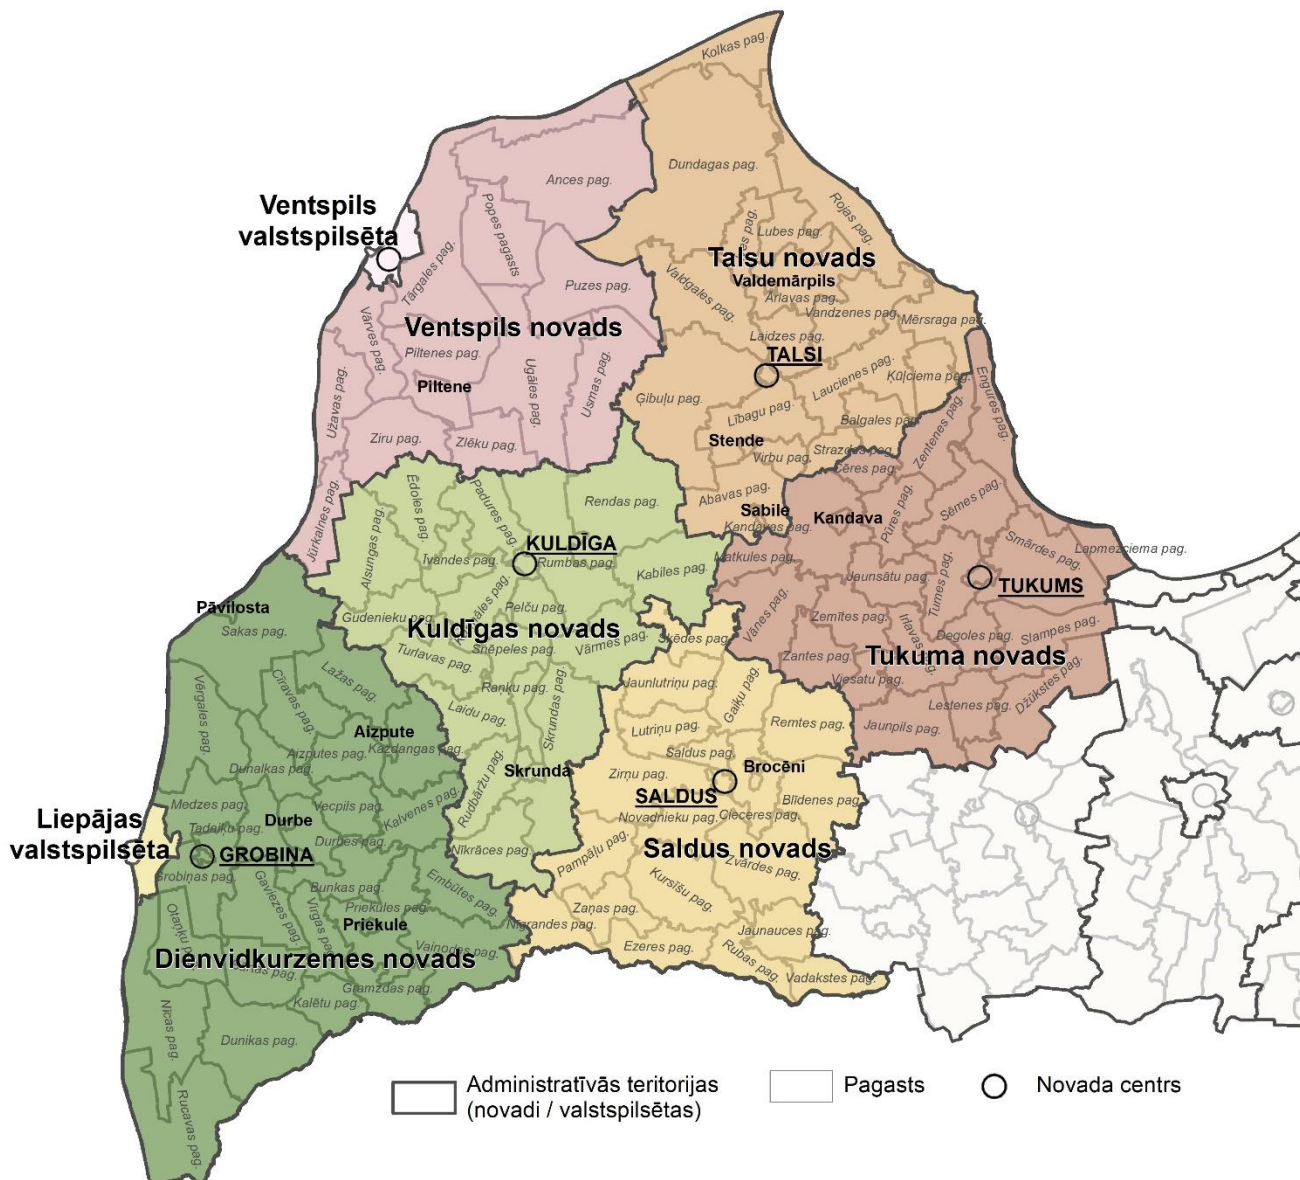 Kolkas pag.
Dundagas pag.
Ances pag.
Popes pagasts
Ventspils
valstspilsēta
Tārgales pag.
Puzes pag.
Rojas pag.
Lubes pag.
Talsu novads
Valdemārpils
Valdgales pag.
Ārlavas pag.
Vandzenes pag.
Mērsraga pag.
Laidzes pag.
TALSI
Vārves pag.
Ventspils novads
Piltenes pag.
Piltene
Ugāles pag.
Usmas pag.
Užavas pag.
Ziru pag.
Zlēku pag.
Jūrkalnes pag.
Ģibuļu pag.
Laucienes pag.
Ķūļciema pag.
Engures pag.
Lībagu pag.
Balgales pag.
Zentenes pag.
Stende
Virbu pag.
Strazdes pag.
Cēres pag.
Abavas pag.
Sabile
Kandavas pag.
Kandava
Pūres pag.
Sēmes pag.
Smārdes pag.
Lapmežciema pag.
Matkules pag.
Jaunsātu pag.
Tumes pag.
TUKUMS
Vānes pag.
Zemītes pag.
Irlavas pag.
Degoles pag.
Slampes pag.
Zantes pag.
Tukuma novads
Viesatu pag.
Lestenes pag.
Džūkstes pag.
Jaunpils pag.
Ēdoles pag.
Padures pag.
Rendas pag.
Alsungas pag.
KULDĪGA
Īvandes pag.
Rumbas pag.
Kabiles pag.
Pelču pag.
Gudenieku pag.
Kuldīgas novads
Turlavas pag.
Snēpeles pag.
Vārmes pag.
Ranku pag.
Laidu pag.
Skrundas pag.
Skrunda
Rudbāržu pag.
Nīkrāces pag.
Pāvilosta
Sakas pag.
Vērgales pag.
Cīravas pag.
Lažas pag.
Aizpute
Aizputes pag.
Kazdangas pag.
Dunalkas pag.
Liepājas
valstspilsēta
Medzes pag.
Vecpils pag.
Kalvenes pag.
Tadaiķu pag.
Durbe
Durbes pag.
GROBIŅA
Grobiņas pag.
Gaviezes pag.
Bunkas pag.
Embūtes pag.
Otaņķu pag.
Virgas pag.
Priekules pag.
Priekule
Vaiņodes pag.
Dienvidkurzemes novads
Gramzdas pag.
Kalētu pag.
Nīcas pag.
Dunikas pag.
Rucavas pag.
Šķēdes pag.
Jaunlutriņu pag.
Gaiķu pag.
Lutriņu pag.
Remtes pag.
Saldus pag.
Zirņu pag.
Brocēni
SALDUS
Blīdenes pag.
Novadnieku pag.
Cieceres pag.
Pampāļu pag.
Saldus novads
Zvārdes pag.
Kursīšu pag.
Zaņas pag.
Nīgrandes pag.
Jaunauces pag.
Ezeres pag.
Rubas pag.
Vadakstes pag.
Administratīvās teritorijas
(novadi / valstspilsētas)
Pagasts
Novada centrs